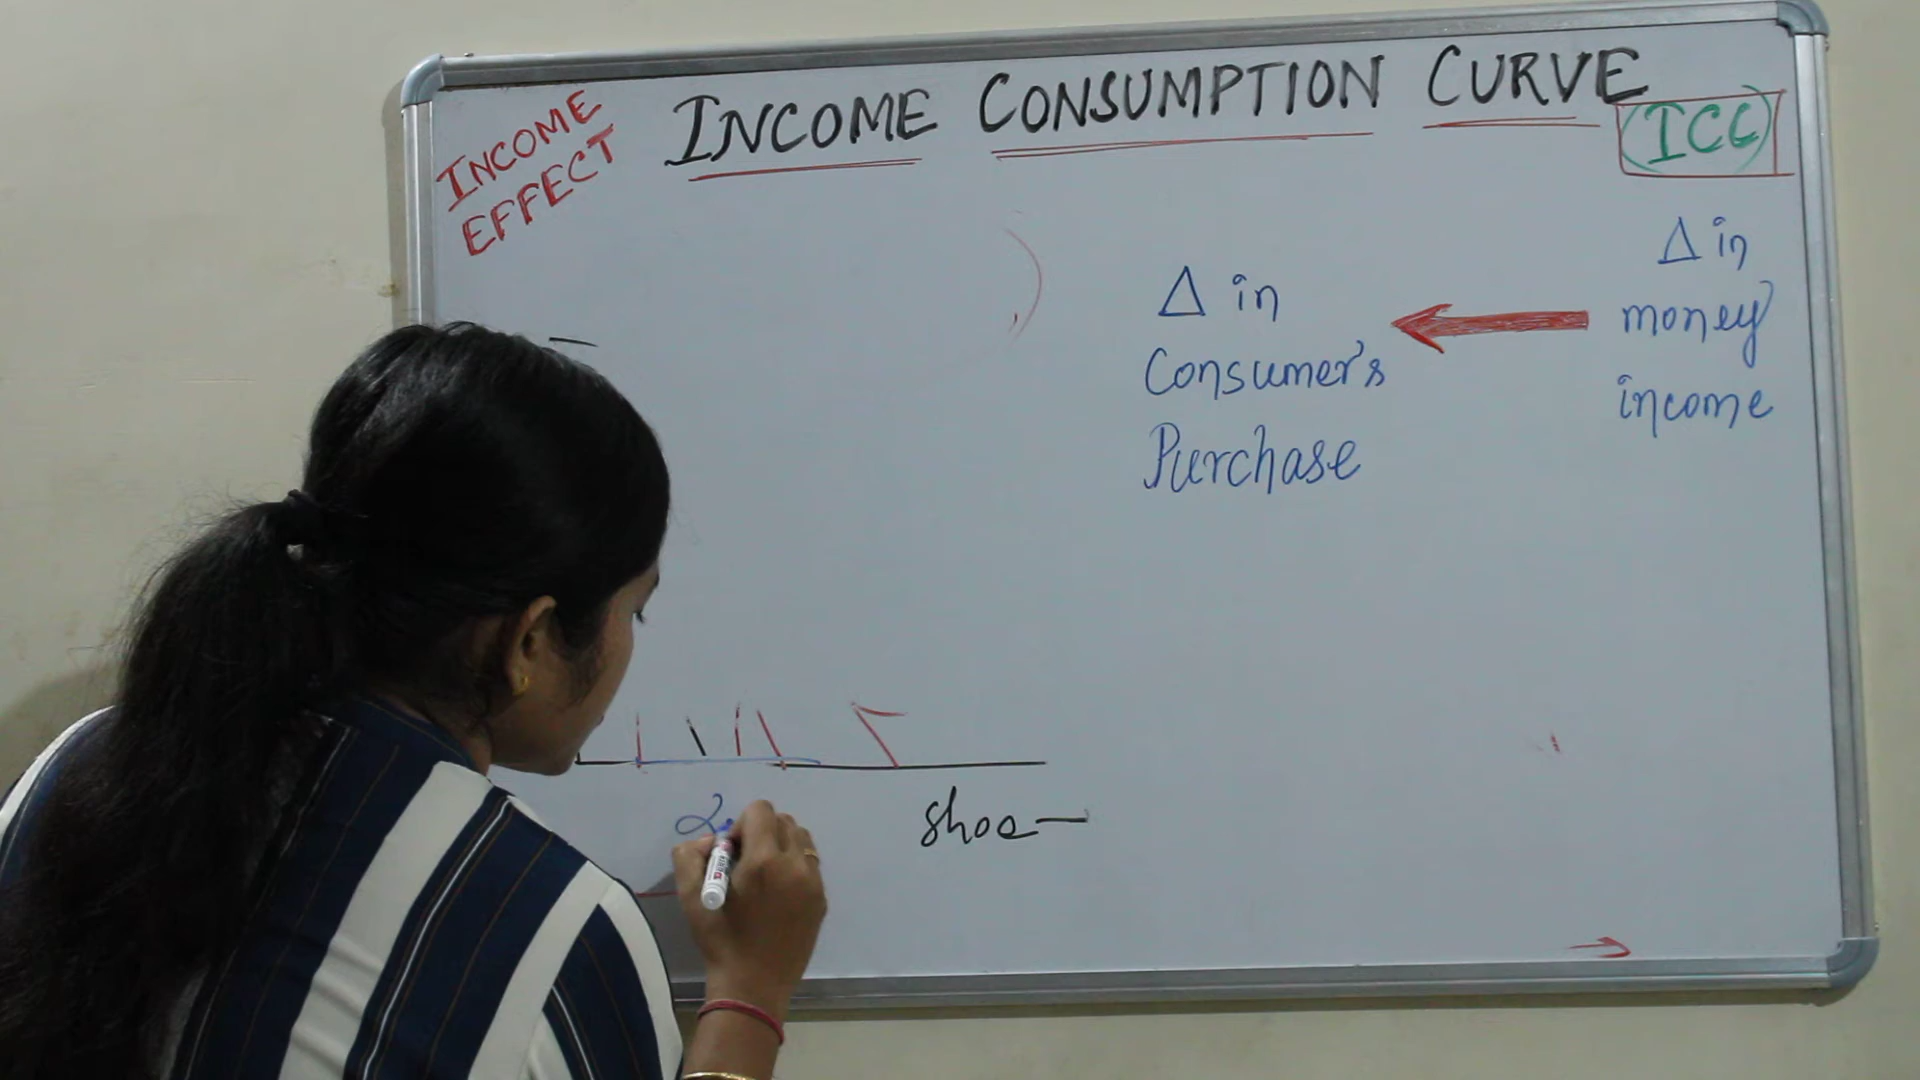 INCOME
EFFECT
INCOME CONSUMPTION CURVE
(ICC)
Δ in
Consumer's
Purchase
Δ in
money
income
shoe